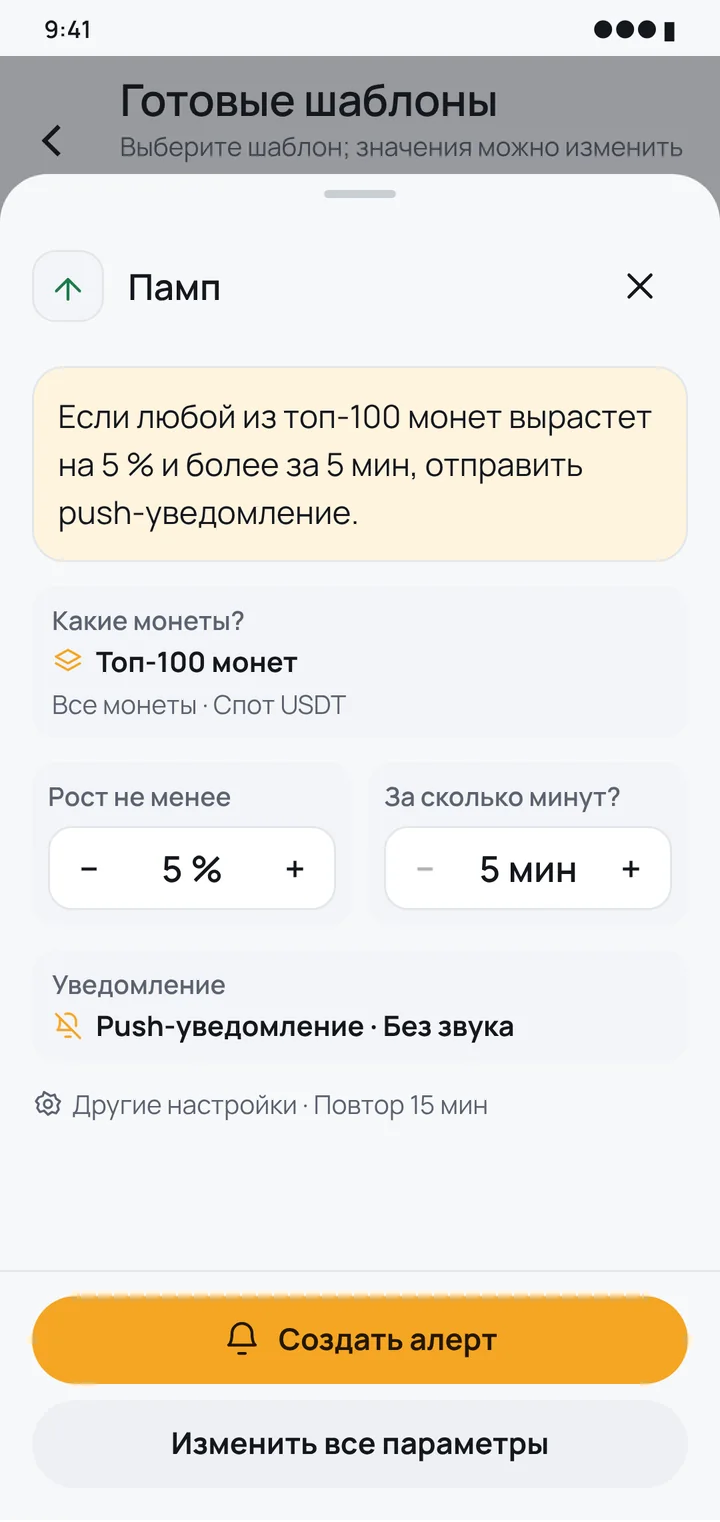 9:41
Готовые шаблоны
Выберите шаблон; значения можно изменить
Памп
Если любой из топ-100 монет вырастет
на 5 % и более за 5 мин, отправить
push-уведомление.
Какие монеты?
Топ-100 монет
Все монеты · Спот USDT
Рост не менее
За сколько минут?
− 5 % +
− 5 мин +
Уведомление
Push-уведомление · Без звука
Другие настройки · Повтор 15 мин
Создать алерт
Изменить все параметры